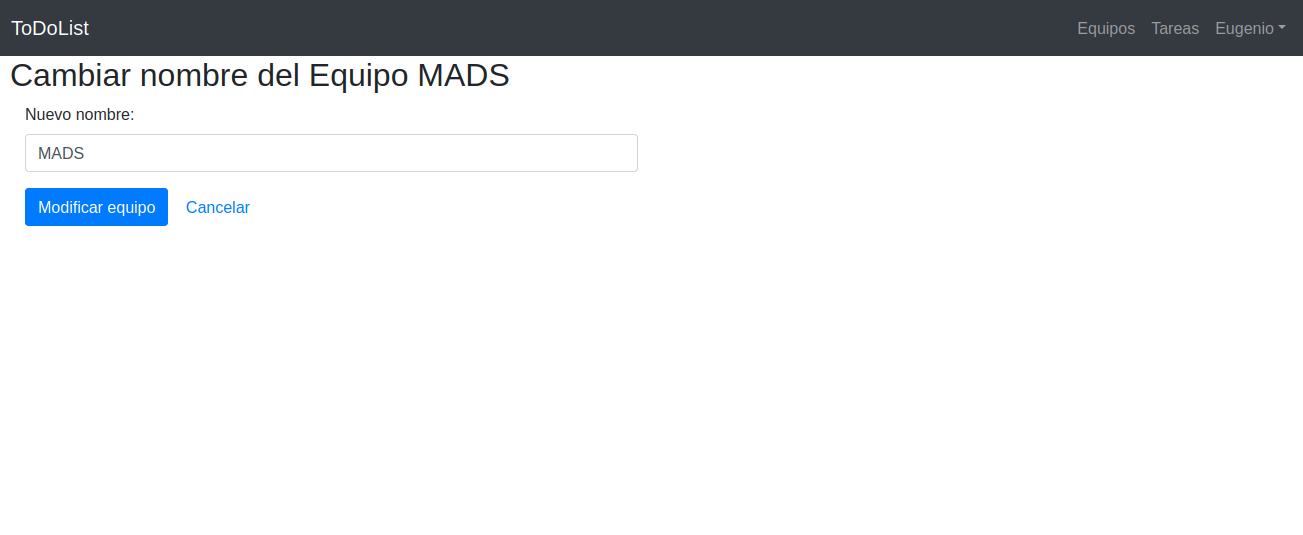 ToDoList Equipos Tareas Eugenio
Cambiar nombre del Equipo MADS
Nuevo nombre:
MADS
Modificar equipo Cancelar